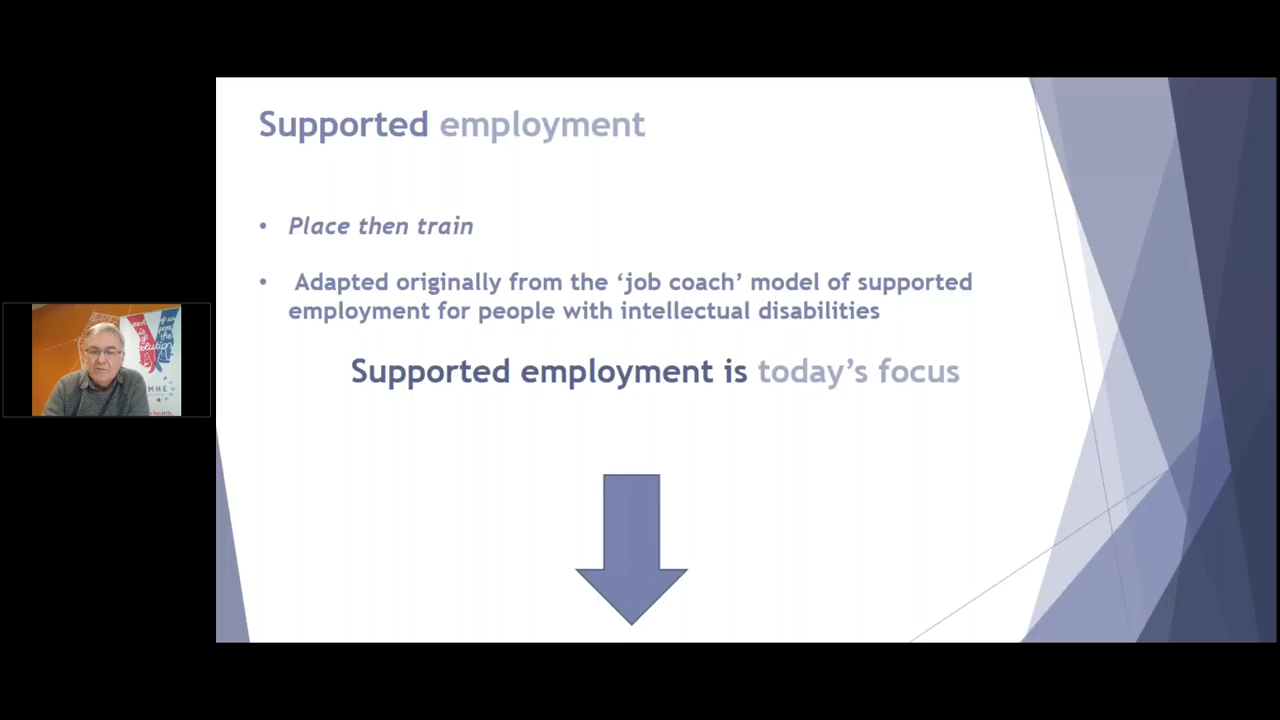 Supported employment
• Place then train
• Adapted originally from the ‘job coach’ model of supported
employment for people with intellectual disabilities
Supported employment is today’s focus